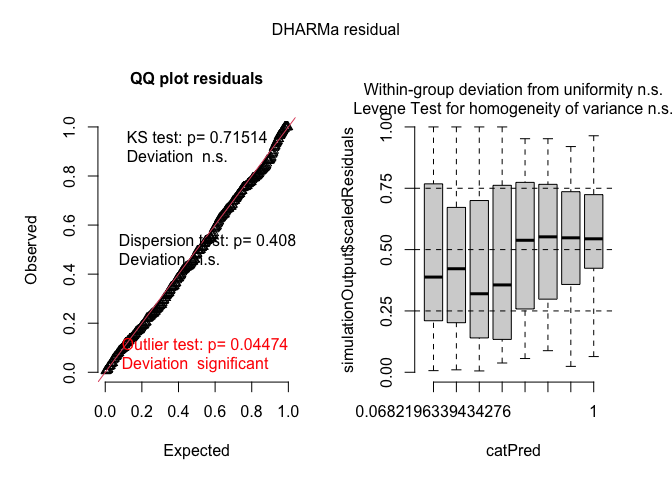 DHARMa residual
QQ plot residuals
KS test: p= 0.71514
Deviation n.s.
Dispersion test: p= 0.408
Deviation n.s.
Outlier test: p= 0.04474
Deviation significant
Observed
0.0 0.2 0.4 0.6 0.8 1.0
0.0 0.2 0.4 0.6 0.8 1.0
Expected
Within-group deviation from uniformity n.s.
Levene Test for homogeneity of variance n.s.
simulationOutput$scaledResiduals
0.00 0.25 0.50 0.75 1.00
0.0682196339434276 1
catPred